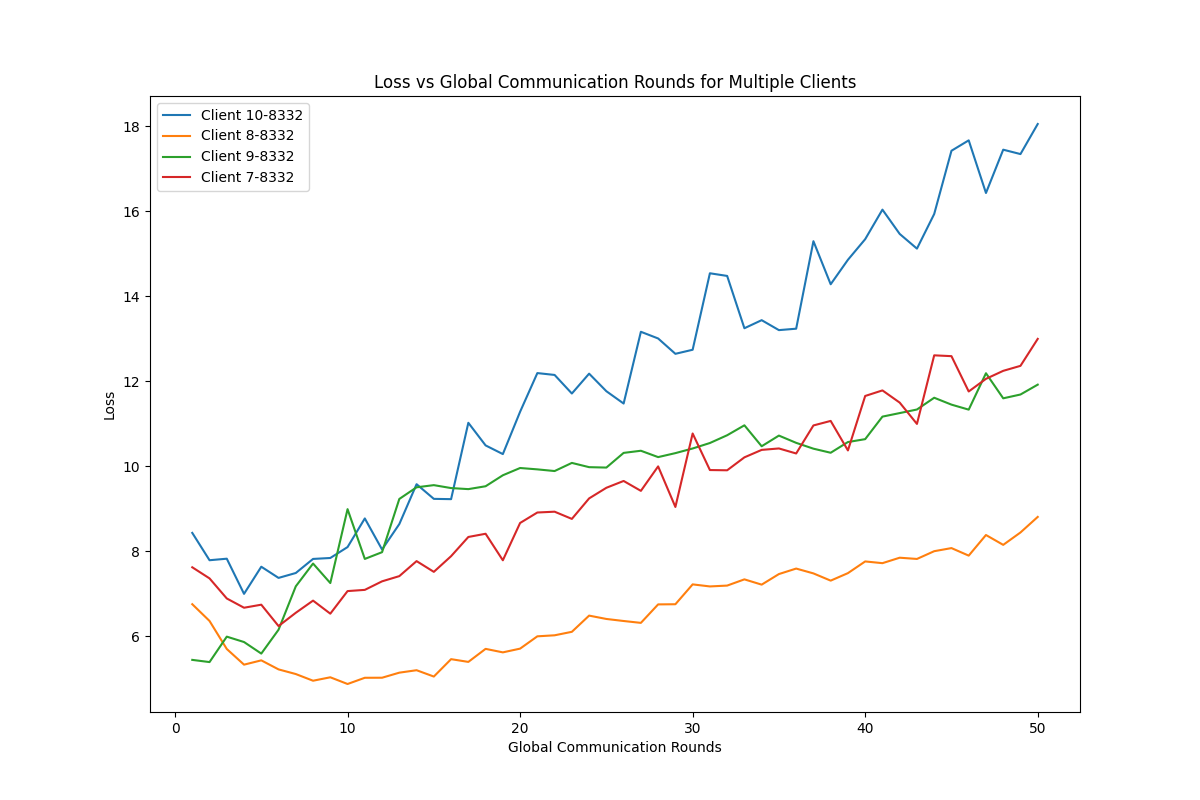 Loss vs Global Communication Rounds for Multiple Clients
Client 10-8332
Client 8-8332
Client 9-8332
Client 7-8332
18
16
14
12
10
8
6
Loss
0 10 20 30 40 50
Global Communication Rounds